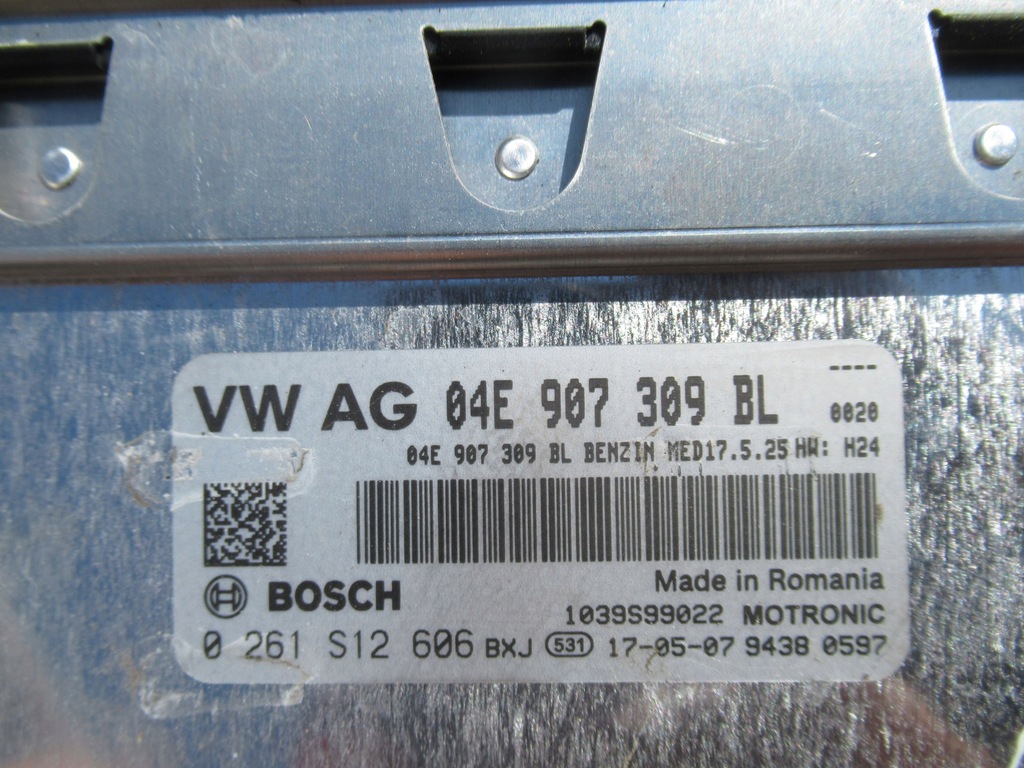 VW AG 04E 907 309 BL ----
0020
04E 907 309 BL BENZIN MED17.5.25 HW: H24
BOSCH
Made in Romania
1039S99022 MOTRONIC
0 261 S12 606 BXJ 531 17-05-07 9438 0597